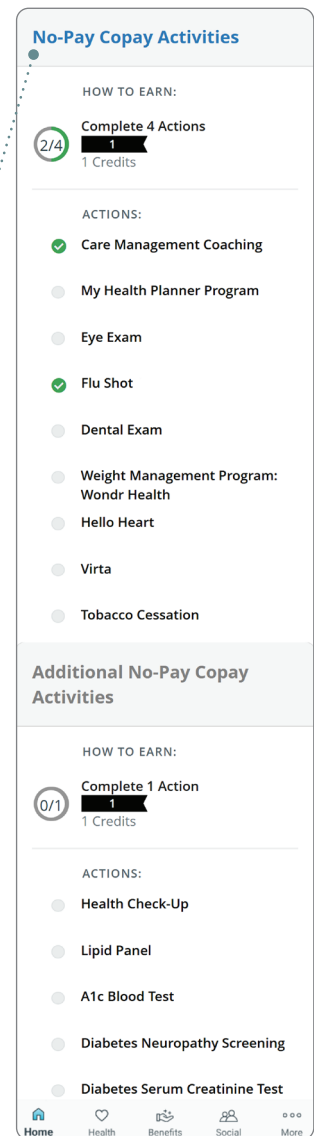 No-Pay Copay Activities
HOW TO EARN:
2/4
Complete 4 Actions
1
1 Credits
ACTIONS:
Care Management Coaching
My Health Planner Program
Eye Exam
Flu Shot
Dental Exam
Weight Management Program:
Wondr Health
Hello Heart
Virta
Tobacco Cessation
Additional No-Pay Copay
Activities
HOW TO EARN:
0/1
Complete 1 Action
1
1 Credits
ACTIONS:
Health Check-Up
Lipid Panel
A1c Blood Test
Diabetes Neuropathy Screening
Diabetes Serum Creatinine Test
Home Health Benefits Social More